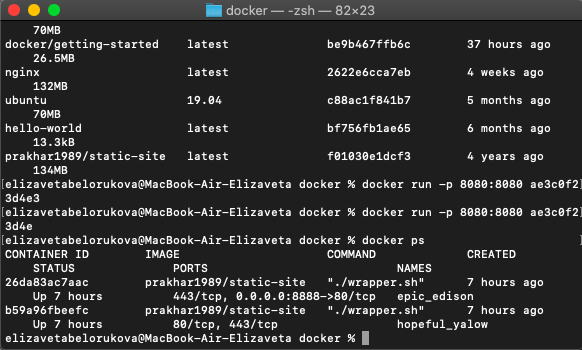 docker — -zsh — 82×23
70MB
docker/getting-started latest be9b467ffb6c 37 hours ago
26.5MB
nginx latest 2622e6cca7eb 4 weeks ago
132MB
ubuntu 19.04 c88ac1f841b7 5 months ago
70MB
hello-world latest bf756fb1ae65 6 months ago
13.3kB
prakhar1989/static-site latest f01030e1dcf3 4 years ago
134MB
[elizavetabelorukova@MacBook-Air-Elizaveta docker % docker run -p 8080:8080 ae3c0f2]
3d4e3
[elizavetabelorukova@MacBook-Air-Elizaveta docker % docker run -p 8080:8080 ae3c0f2]
3d4e
[elizavetabelorukova@MacBook-Air-Elizaveta docker % docker ps ]
CONTAINER ID IMAGE COMMAND CREATED
STATUS PORTS NAMES
26da83ac7aac prakhar1989/static-site "./wrapper.sh" 7 hours ago
Up 7 hours 443/tcp, 0.0.0.0:8888->80/tcp epic_edison
b59a96fbeefc prakhar1989/static-site "./wrapper.sh" 7 hours ago
Up 7 hours 80/tcp, 443/tcp hopeful_yalow
elizavetabelorukova@MacBook-Air-Elizaveta docker %